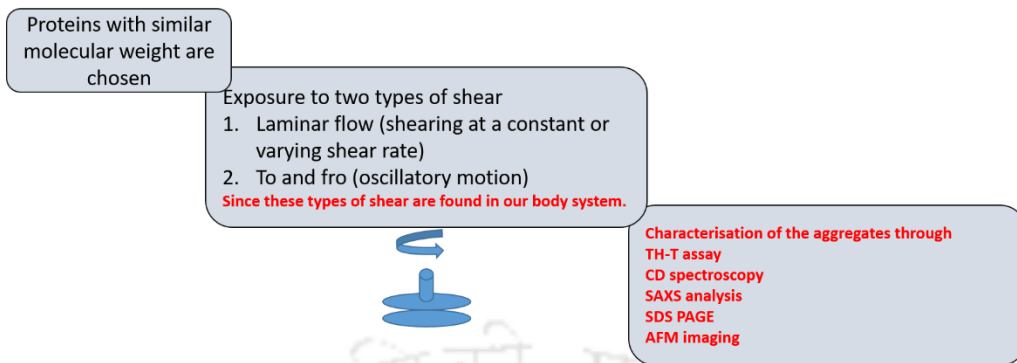 Proteins with similar
molecular weight are
chosen
Exposure to two types of shear
1. Laminar flow (shearing at a constant or
varying shear rate)
2. To and fro (oscillatory motion)
Since these types of shear are found in our body system.
Characterisation of the aggregates through
TH-T assay
CD spectroscopy
SAXS analysis
SDS PAGE
AFM imaging